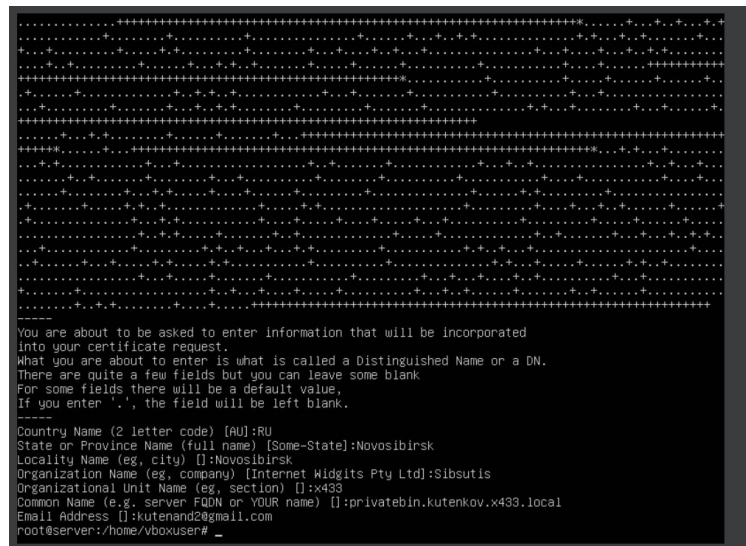 -----
You are about to be asked to enter information that will be incorporated
into your certificate request.
What you are about to enter is what is called a Distinguished Name or a DN.
There are quite a few fields but you can leave some blank
For some fields there will be a default value,
If you enter '.', the field will be left blank.
-----
Country Name (2 letter code) [AU]:RU
State or Province Name (full name) [Some-State]:Novosibirsk
Locality Name (eg, city) []:Novosibirsk
Organization Name (eg, company) [Internet Widgits Pty Ltd]:Sibsutis
Organizational Unit Name (eg, section) []:x433
Common Name (e.g. server FQDN or YOUR name) []:privatebin.kutenkov.x433.local
Email Address []:kutenand2@gmail.com
root@server:/home/vboxuser# _